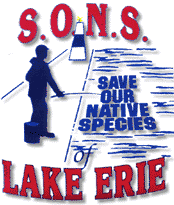 S.O.N.S.
SAVE
OUR
NATIVE
SPECIES
of
LAKE ERIE